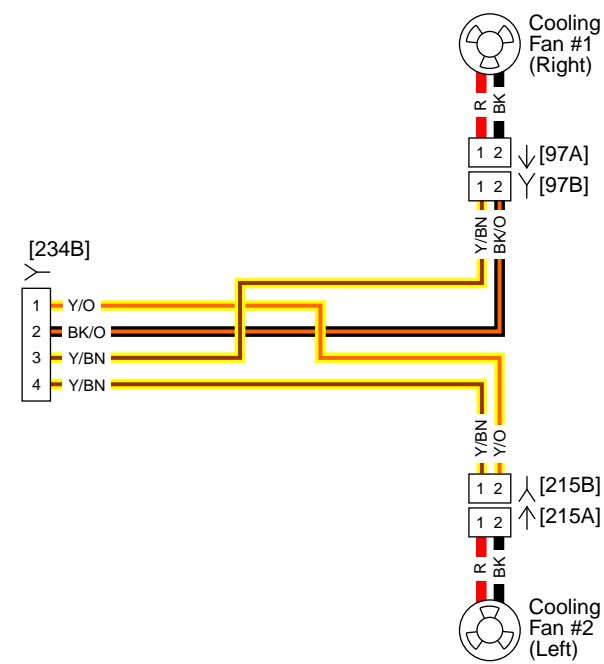 Cooling
Fan #1
(Right)
R
BK
1 2
[97A]
1 2
[97B]
Y/BN
BK/O
[234B]
1
Y/O
2
BK/O
3
Y/BN
4
Y/BN
Y/BN
Y/O
1 2
[215B]
1 2
[215A]
R
BK
Cooling
Fan #2
(Left)